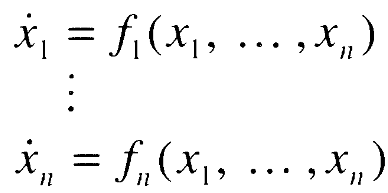 ẋ₁ = f₁(x₁, … , xₙ)
⋮
ẋₙ = fₙ(x₁, … , xₙ)